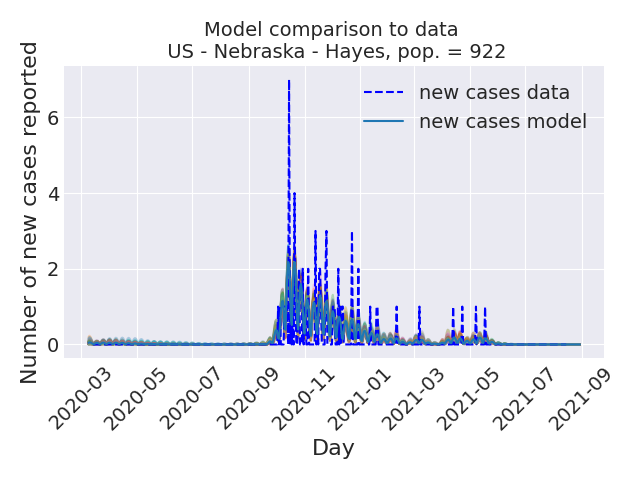 Model comparison to data
US - Nebraska - Hayes, pop. = 922
Number of new cases reported
6
4
2
0
new cases data
new cases model
2020-03
2020-05
2020-07
2020-09
2020-11
2021-01
2021-03
2021-05
2021-07
2021-09
Day